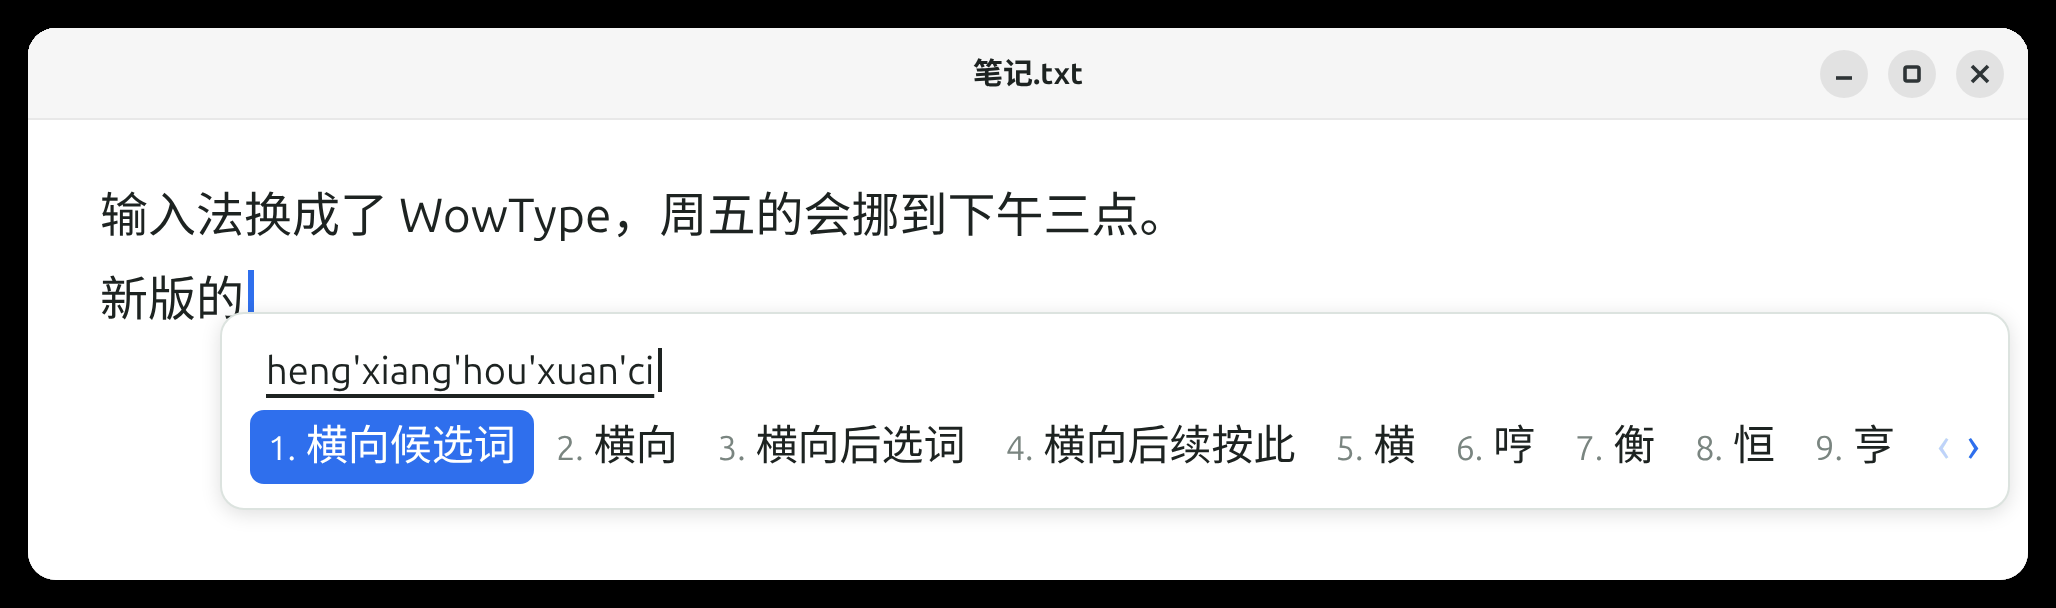 笔记.txt
输入法换成了 WowType，周五的会挪到下午三点。
新版的
heng'xiang'hou'xuan'ci
1. 横向候选词 2. 横向 3. 横向后选词 4. 横向后续按此 5. 横 6. 哼 7. 衡 8. 恒 9. 亨 ‹ ›